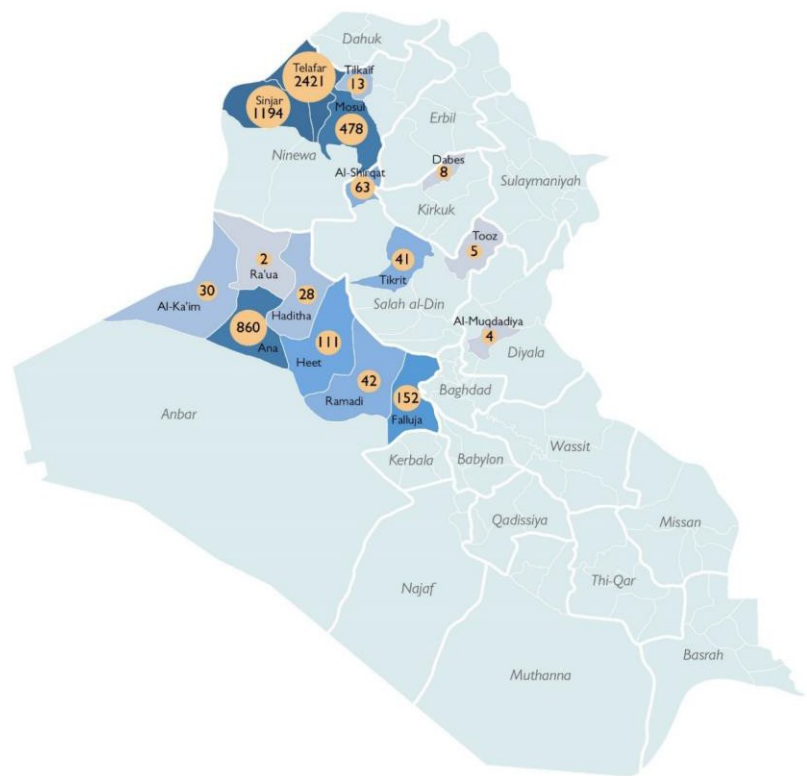 Dahuk
Telafar
2421
Tilkaif
13
Sinjar
1194
Mosul
478
Erbil
Ninewa
Dabes
8
Al-Shirqat
63
Sulaymaniyah
Kirkuk
Tooz
5
41
Tikrit
2
Ra'ua
30
Al-Ka'im
28
Haditha
Salah al-Din
Al-Muqdadiya
4
860
Ana
111
Heet
Diyala
42
Ramadi
152
Falluja
Baghdad
Anbar
Wassit
Kerbala
Babylon
Qadissiya
Missan
Najaf
Thi-Qar
Basrah
Muthanna